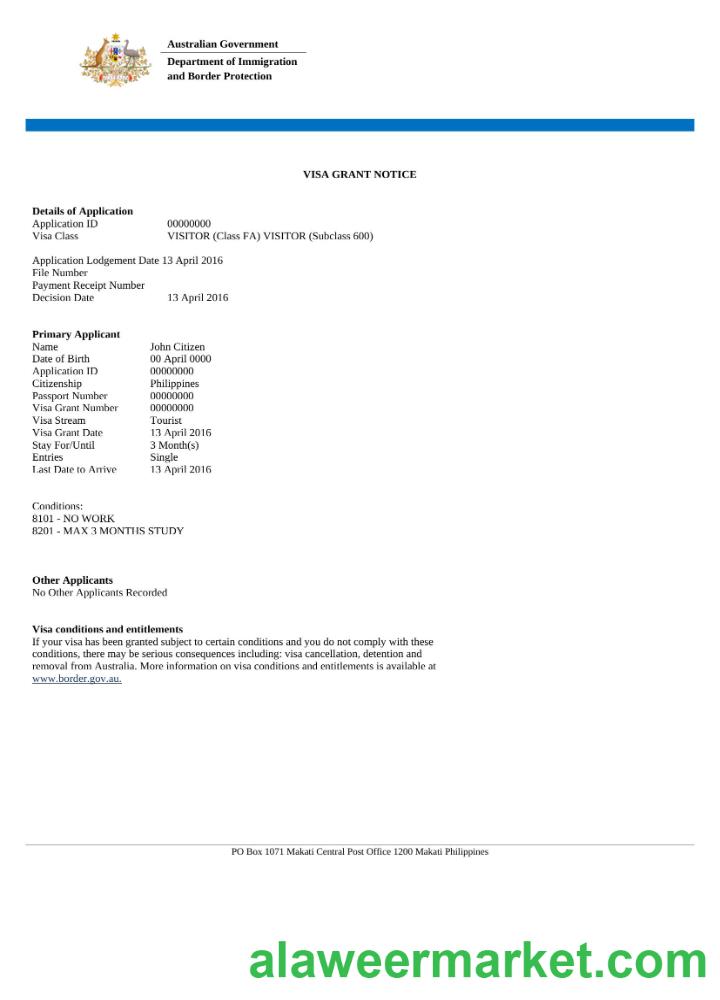 Australian Government
Department of Immigration
and Border Protection
VISA GRANT NOTICE
Details of Application
Application ID 00000000
Visa Class VISITOR (Class FA) VISITOR (Subclass 600)
Application Lodgement Date 13 April 2016
File Number
Payment Receipt Number
Decision Date 13 April 2016
Primary Applicant
Name John Citizen
Date of Birth 00 April 0000
Application ID 00000000
Citizenship Philippines
Passport Number 00000000
Visa Grant Number 00000000
Visa Stream Tourist
Visa Grant Date 13 April 2016
Stay For/Until 3 Month(s)
Entries Single
Last Date to Arrive 13 April 2016
Conditions:
8101 - NO WORK
8201 - MAX 3 MONTHS STUDY
Other Applicants
No Other Applicants Recorded
Visa conditions and entitlements
If your visa has been granted subject to certain conditions and you do not comply with these
conditions, there may be serious consequences including: visa cancellation, detention and
removal from Australia. More information on visa conditions and entitlements is available at
www.border.gov.au.
PO Box 1071 Makati Central Post Office 1200 Makati Philippines
alaweermarket.com